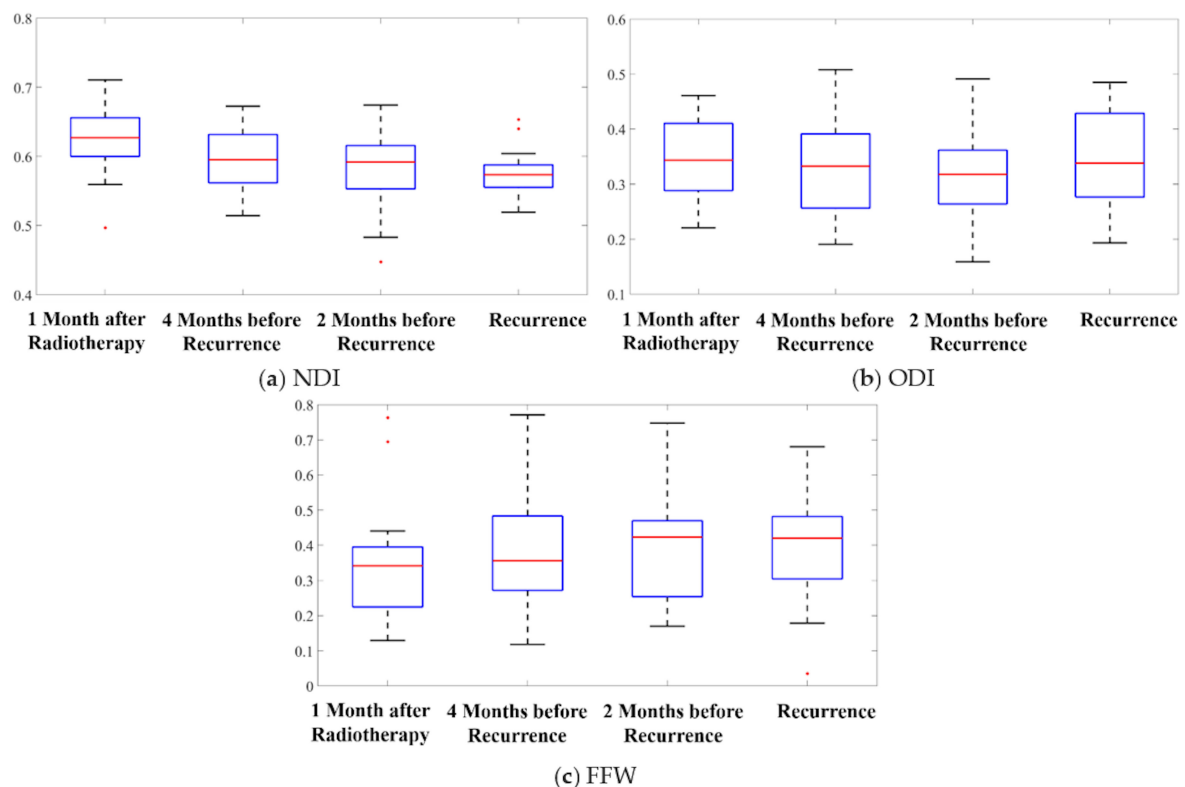 0.8
0.7
0.6
0.5
0.4
1 Month after Radiotherapy
4 Months before Recurrence
2 Months before Recurrence
Recurrence
(a) NDI
0.6
0.5
0.4
0.3
0.2
0.1
1 Month after Radiotherapy
4 Months before Recurrence
2 Months before Recurrence
Recurrence
(b) ODI
0.8
0.7
0.6
0.5
0.4
0.3
0.2
0.1
0
1 Month after Radiotherapy
4 Months before Recurrence
2 Months before Recurrence
Recurrence
(c) FFW